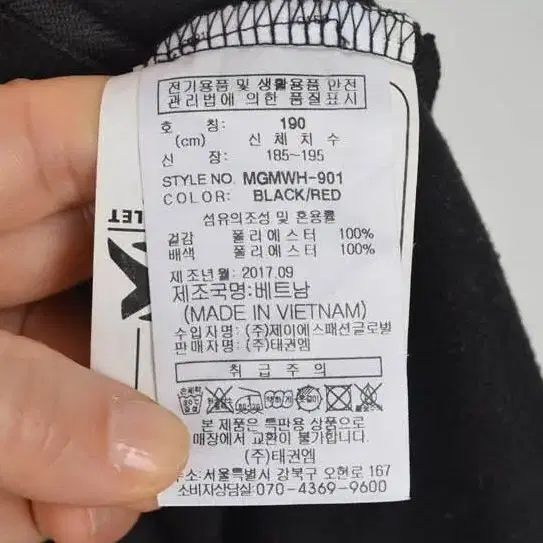 전기용품 및 생활용품 안전
관리법에 의한 품질표시
호 칭: 190
(cm) 신 체 치 수
신 장: 185-195
STYLE NO. MGMWH-901
COLOR: BLACK/RED
섬유의조성 및 혼용률
겉감 폴리에스터 100%
배색 폴리에스터 100%
제조년월: 2017.09
제조국명:베트남
(MADE IN VIETNAM)
수입자명: (주)제이에스패션글로벌
판매자명: (주)태권엠
취 급 주 의
본 제품은 특판용 상품으로
매장에서 교환이 불가합니다.
(주)태권엠
주소:서울특별시 강북구 오현로 167
소비자상담실: 070-4369-9600
LET